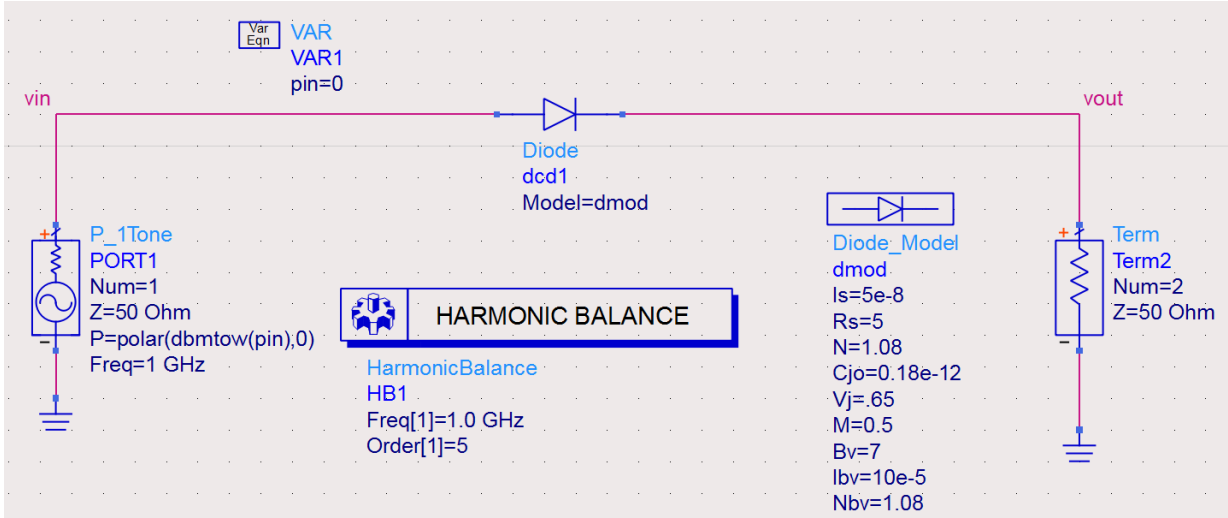 Var
Eqn
VAR
VAR1
pin=0
vin
vout
Diode
dcd1
Model=dmod
+
P_1Tone
PORT1
Num=1
Z=50 Ohm
P=polar(dbmtow(pin),0)
Freq=1 GHz
-
HARMONIC BALANCE
HarmonicBalance
HB1
Freq[1]=1.0 GHz
Order[1]=5
Diode_Model
dmod
Is=5e-8
Rs=5
N=1.08
Cjo=0.18e-12
Vj=.65
M=0.5
Bv=7
Ibv=10e-5
Nbv=1.08
+
Term
Term2
Num=2
Z=50 Ohm
-